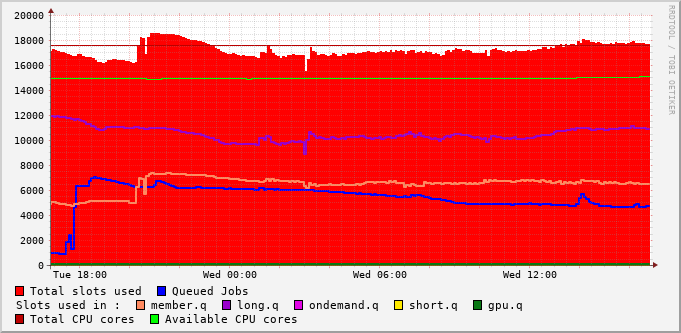 20000
18000
16000
14000
12000
10000
8000
6000
4000
2000
0
Tue 18:00 Wed 00:00 Wed 06:00 Wed 12:00
Total slots used Queued Jobs
Slots used in : member.q long.q ondemand.q short.q gpu.q
Total CPU cores Available CPU cores
RRDTOOL / TOBI OETIKER